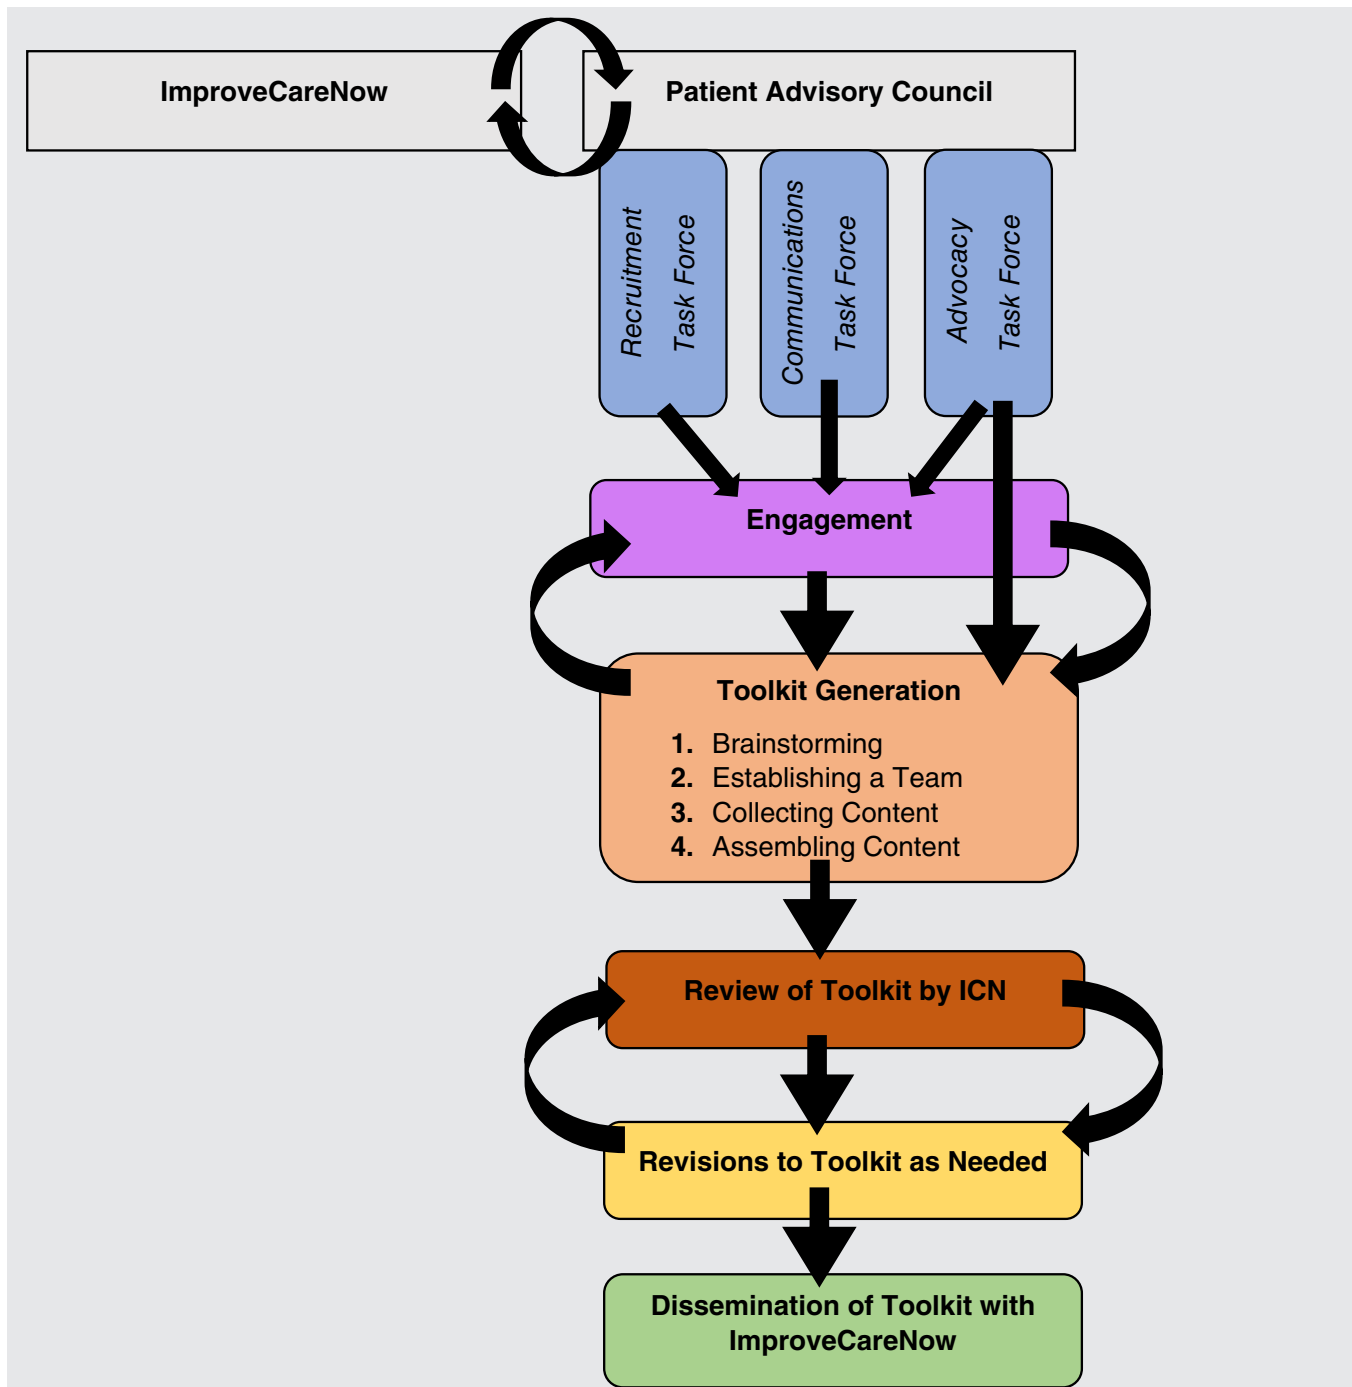 ImproveCareNow
Patient Advisory Council
Recruitment
Task Force
Communications
Task Force
Advocacy
Task Force
Engagement
Toolkit Generation
1. Brainstorming
2. Establishing a Team
3. Collecting Content
4. Assembling Content
Review of Toolkit by ICN
Revisions to Toolkit as Needed
Dissemination of Toolkit with
ImproveCareNow